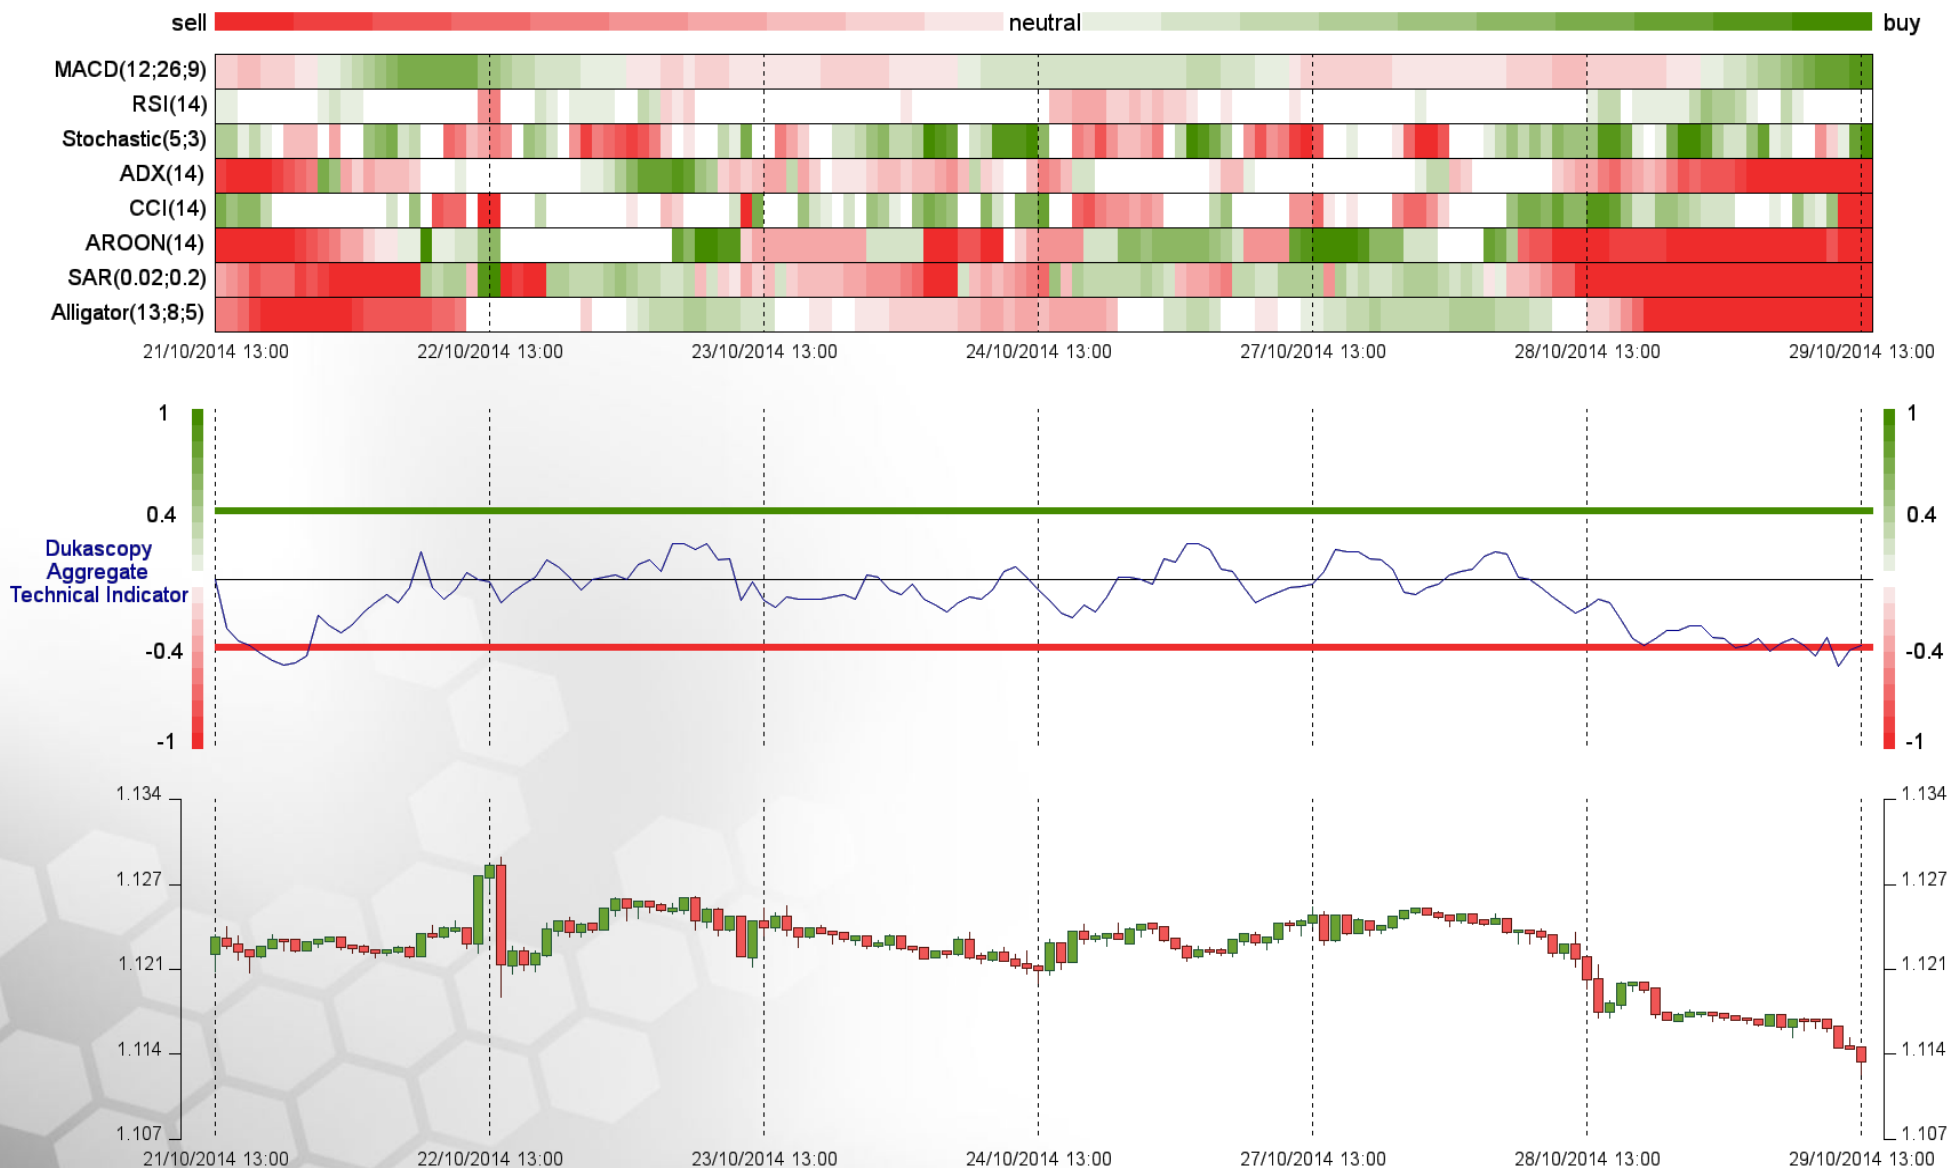 sell neutral buy
MACD(12;26;9)
RSI(14)
Stochastic(5;3)
ADX(14)
CCI(14)
AROON(14)
SAR(0.02;0.2)
Alligator(13;8;5)
21/10/2014 13:00 22/10/2014 13:00 23/10/2014 13:00 24/10/2014 13:00 27/10/2014 13:00 28/10/2014 13:00 29/10/2014 13:00
1 1
0.4 0.4
Dukascopy
Aggregate
Technical Indicator
-0.4 -0.4
-1 -1
1.134 1.134
1.127 1.127
1.121 1.121
1.114 1.114
1.107 1.107
21/10/2014 13:00 22/10/2014 13:00 23/10/2014 13:00 24/10/2014 13:00 27/10/2014 13:00 28/10/2014 13:00 29/10/2014 13:00